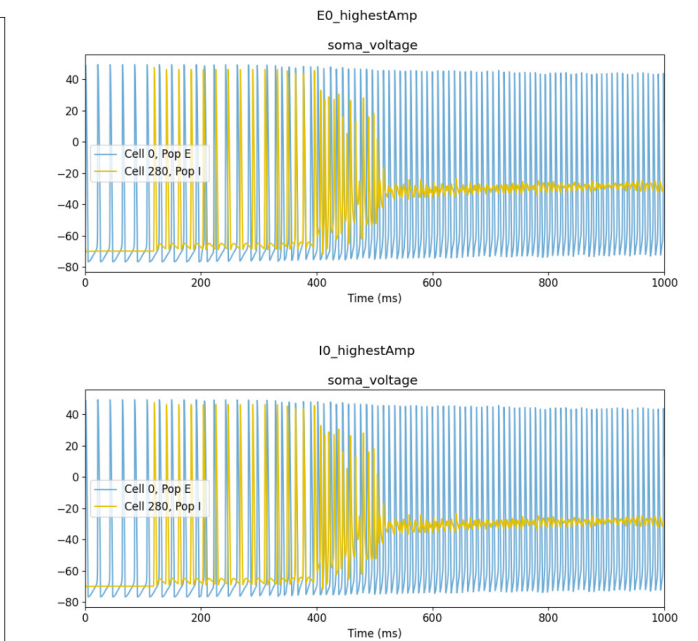 E0_highestAmp
soma_voltage
40
20
0
−20
−40
−60
−80
Cell 0, Pop E
Cell 280, Pop I
0 200 400 600 800 1000
Time (ms)
I0_highestAmp
soma_voltage
40
20
0
−20
−40
−60
−80
Cell 0, Pop E
Cell 280, Pop I
0 200 400 600 800 1000
Time (ms)